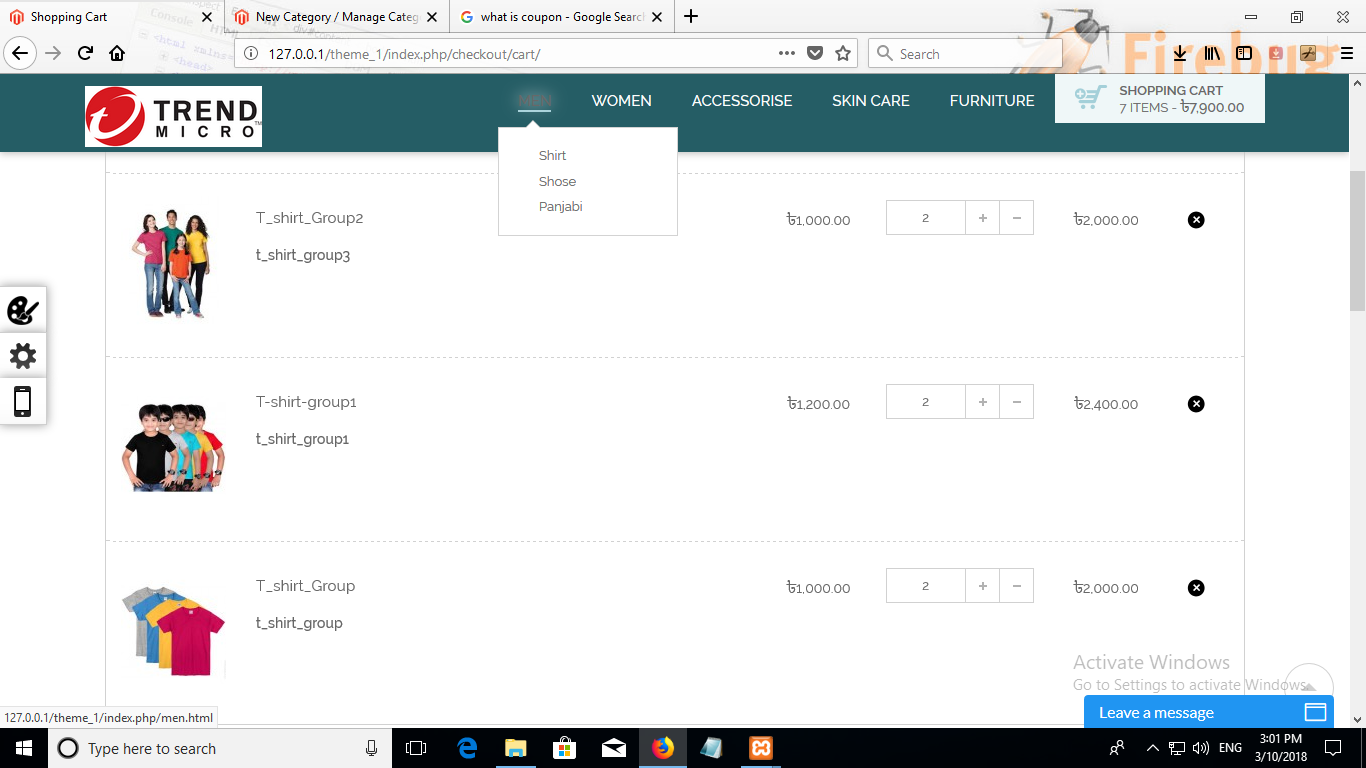 Shopping Cart
New Category / Manage Categ
what is coupon - Google Searc
127.0.0.1/theme_1/index.php/checkout/cart/
Search
Firebug
TREND
MICRO
TM
MEN
WOMEN
ACCESSORISE
SKIN CARE
FURNITURE
SHOPPING CART
7 ITEMS - ৳7,900.00
Shirt
Shose
Panjabi
T_shirt_Group2
t_shirt_group3
৳1,000.00
2
+
−
৳2,000.00
T-shirt-group1
t_shirt_group1
৳1,200.00
2
+
−
৳2,400.00
T_shirt_Group
t_shirt_group
৳1,000.00
2
+
−
৳2,000.00
Activate Windows
Go to Settings to activate Windows.
Leave a message
127.0.0.1/theme_1/index.php/men.html
Type here to search
ENG
3:01 PM
3/10/2018